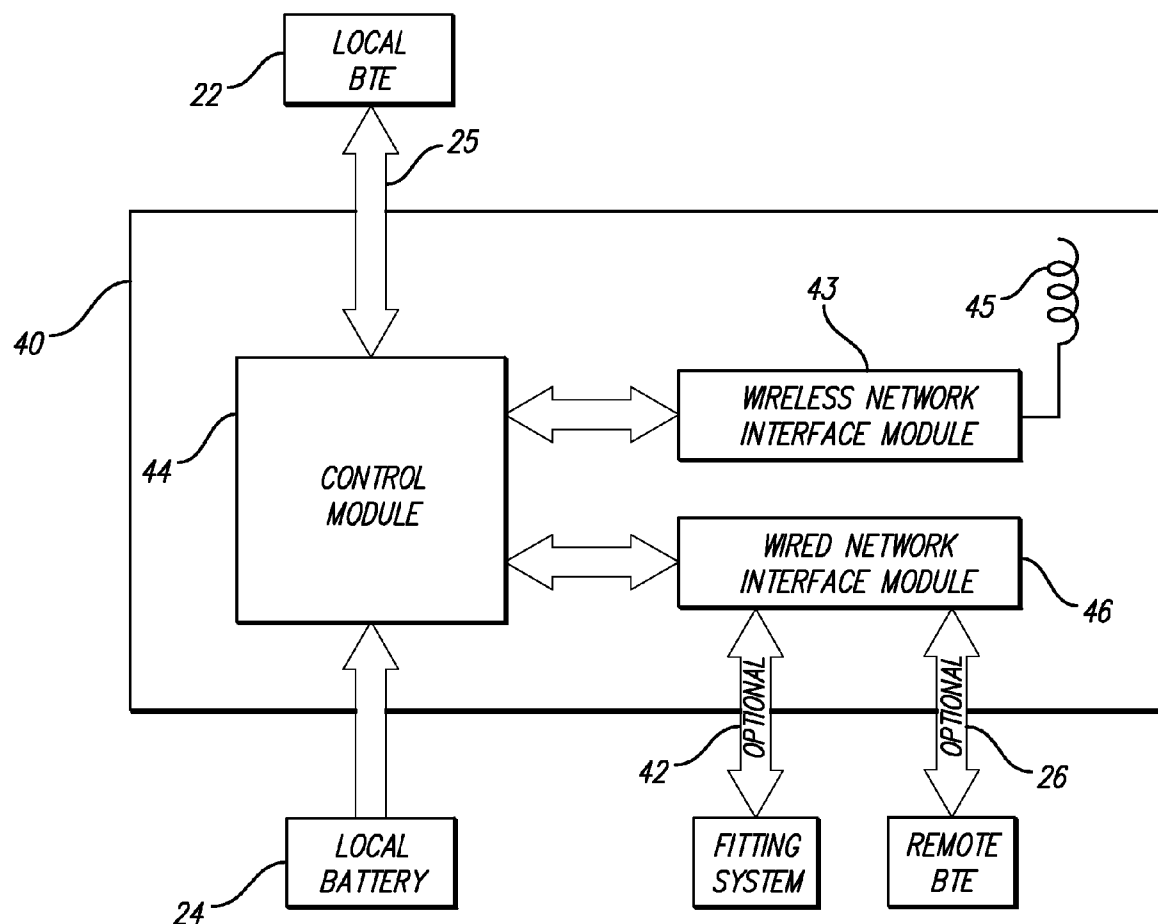 LOCAL
BTE
22
25
40
45
43
WIRELESS NETWORK
INTERFACE MODULE
44
CONTROL
MODULE
WIRED NETWORK
INTERFACE MODULE
46
OPTIONAL
OPTIONAL
42
26
LOCAL
BATTERY
24
FITTING
SYSTEM
REMOTE
BTE